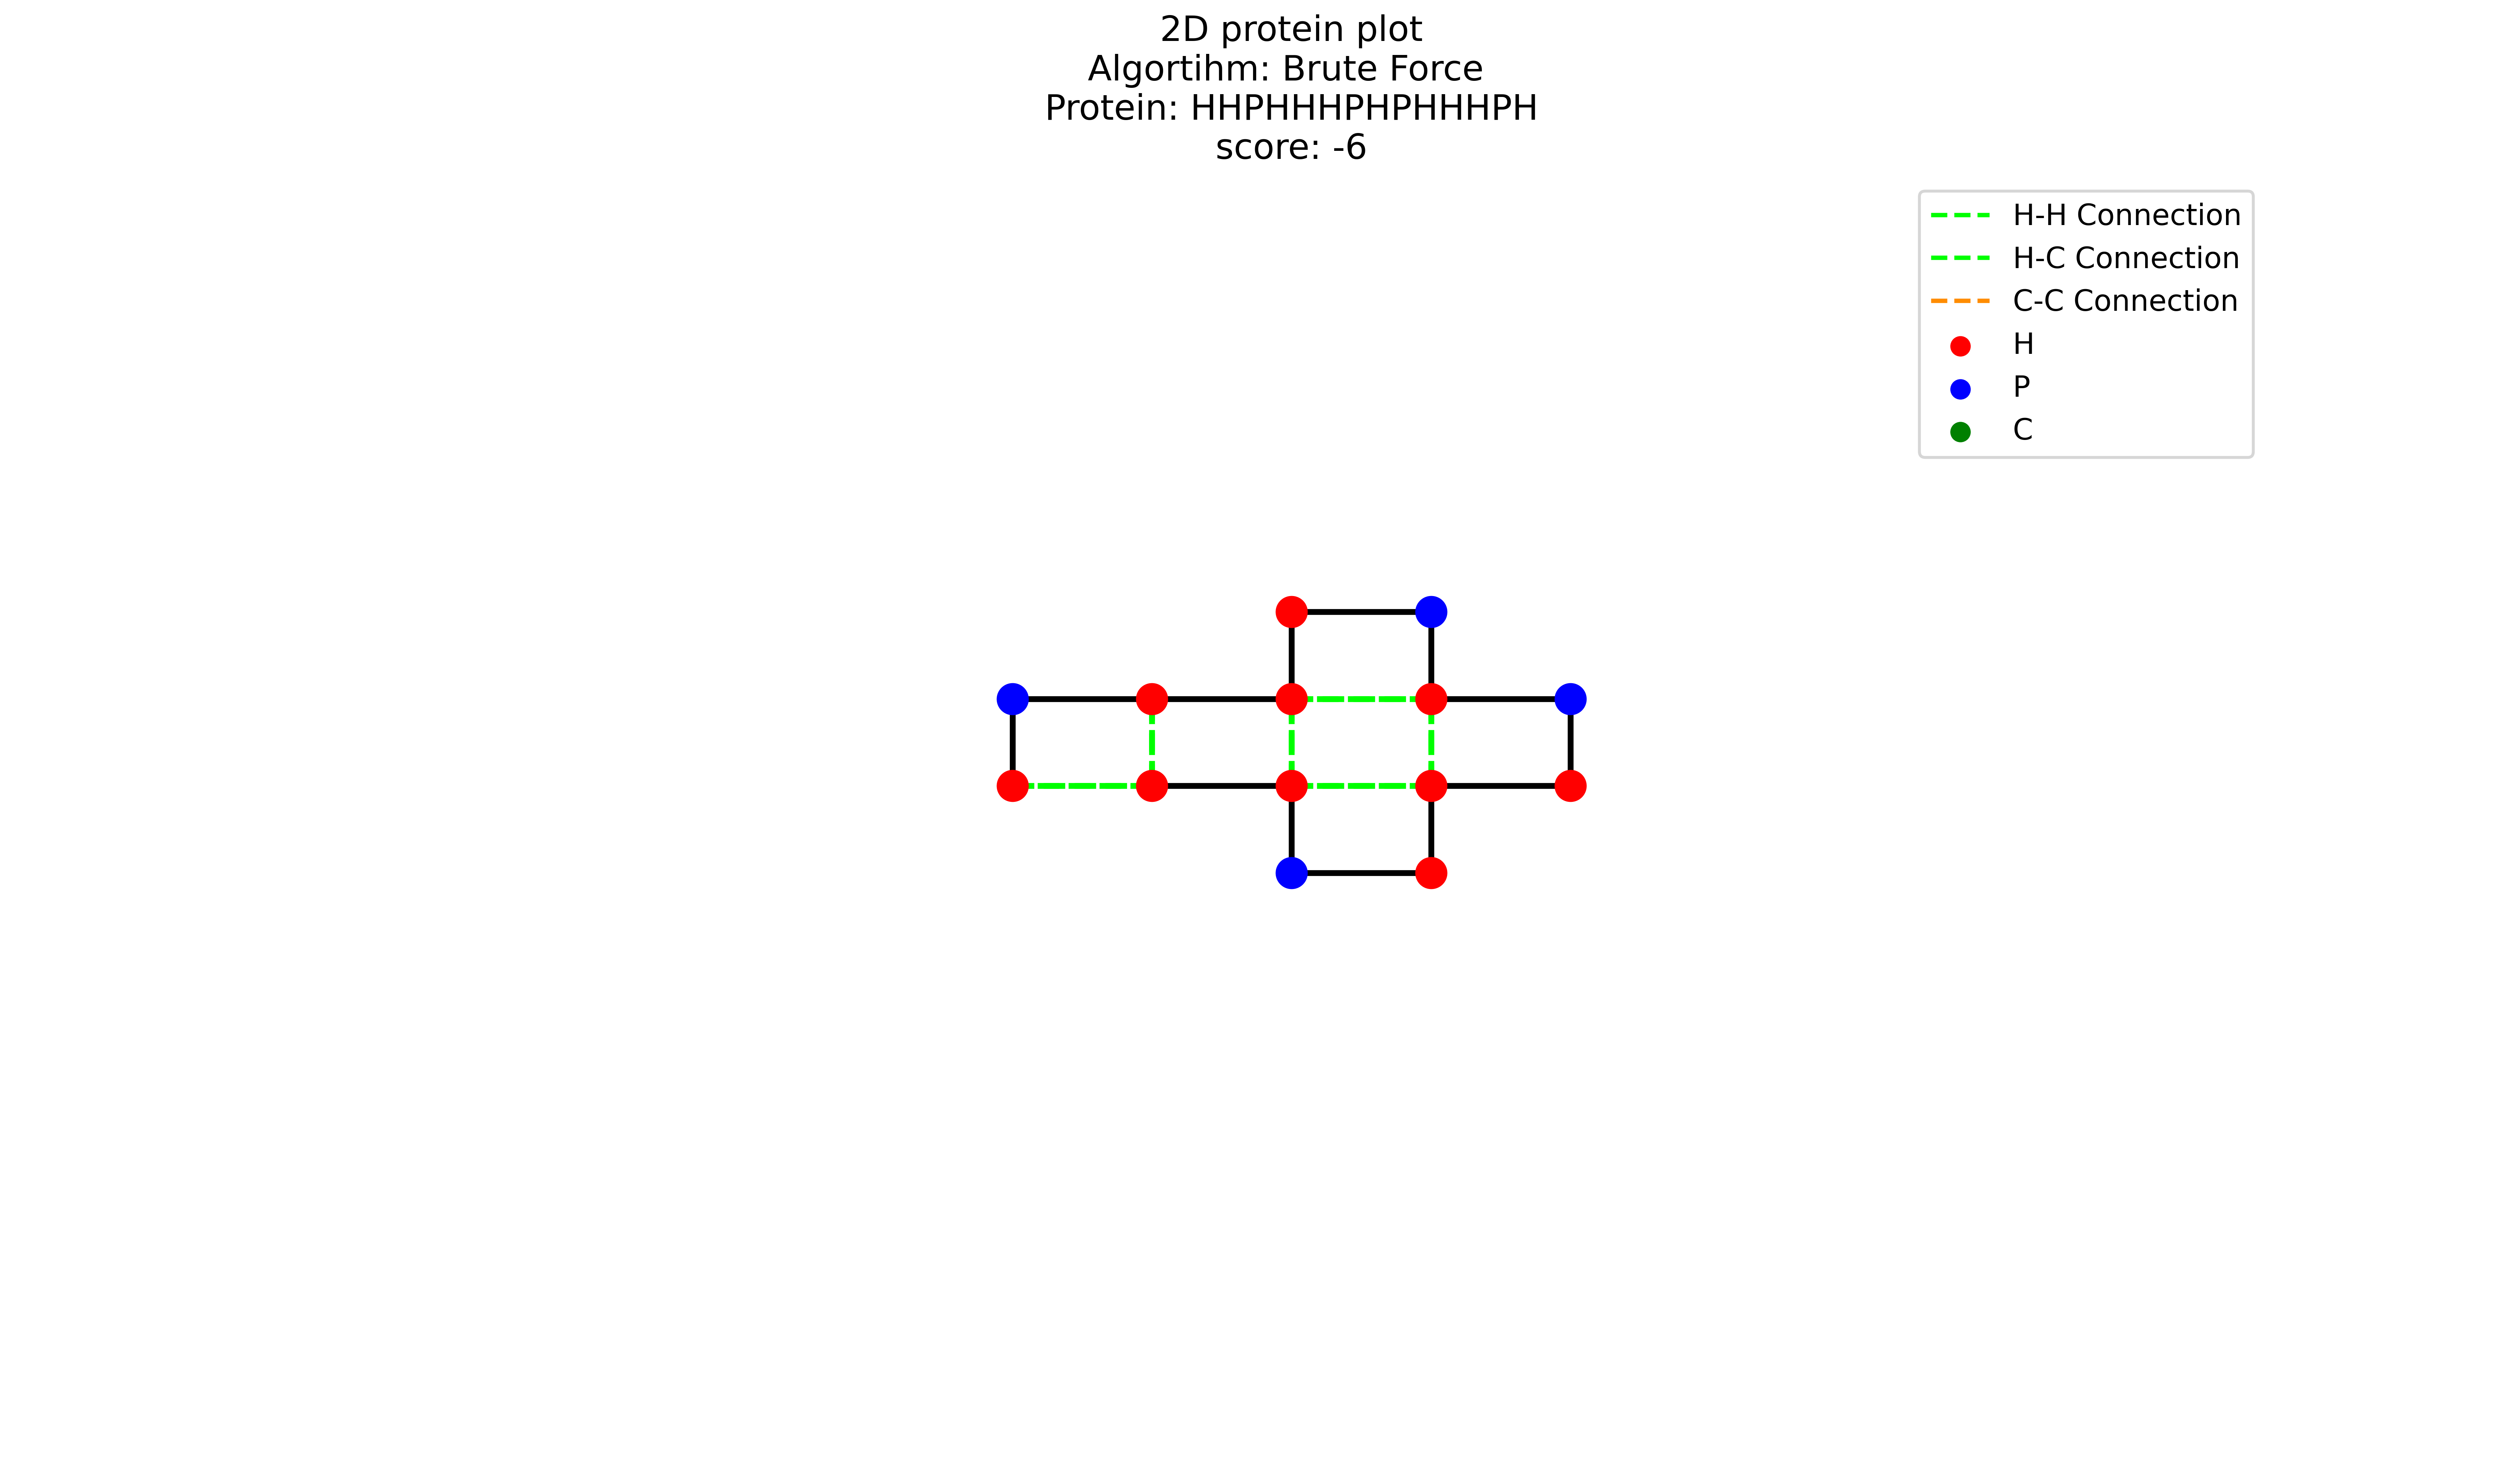 2D protein plot
Algortihm: Brute Force
Protein: HHPHHHPHPHHHPH
score: -6
H-H Connection
H-C Connection
C-C Connection
H
P
C